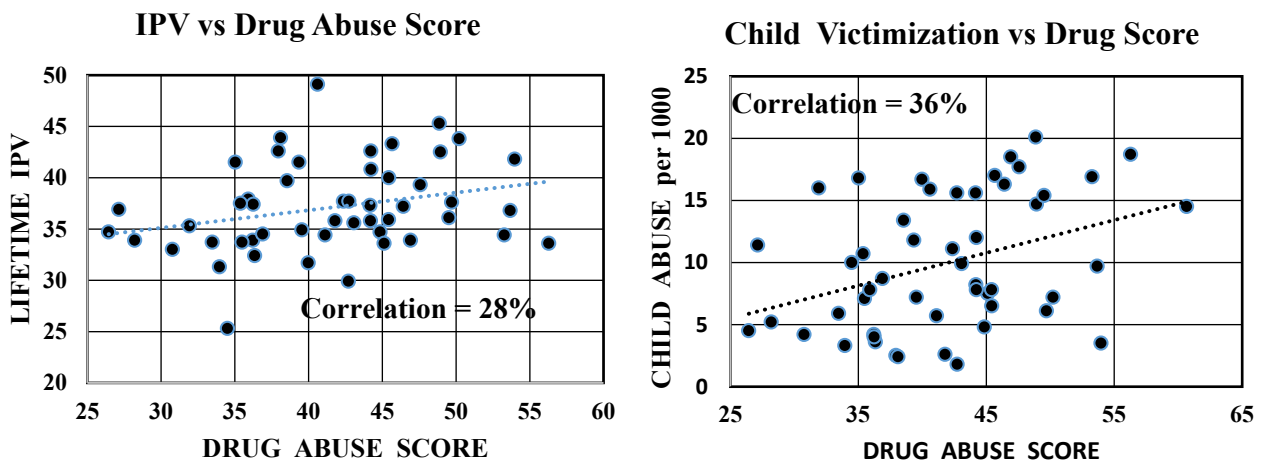 IPV vs Drug Abuse Score
LIFETIME IPV
50
45
40
35
30
25
20
Correlation = 28%
25 30 35 40 45 50 55 60
DRUG ABUSE SCORE
Child Victimization vs Drug Score
CHILD ABUSE per 1000
25
20
15
10
5
0
Correlation = 36%
25 35 45 55 65
DRUG ABUSE SCORE